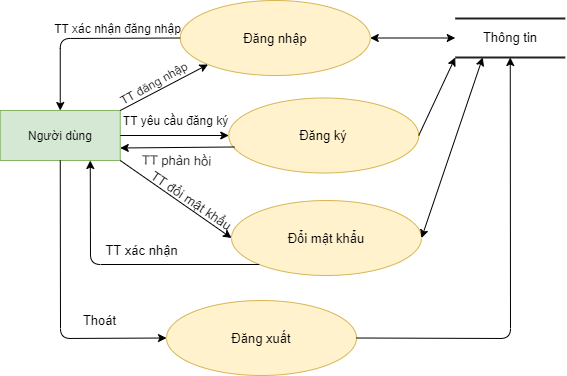 TT xác nhận đăng nhập
Đăng nhập
Thông tin
TT đăng nhập
TT yêu cầu đăng ký
Người dùng
Đăng ký
TT phản hồi
TT đổi mật khẩu
Đổi mật khẩu
TT xác nhận
Thoát
Đăng xuất